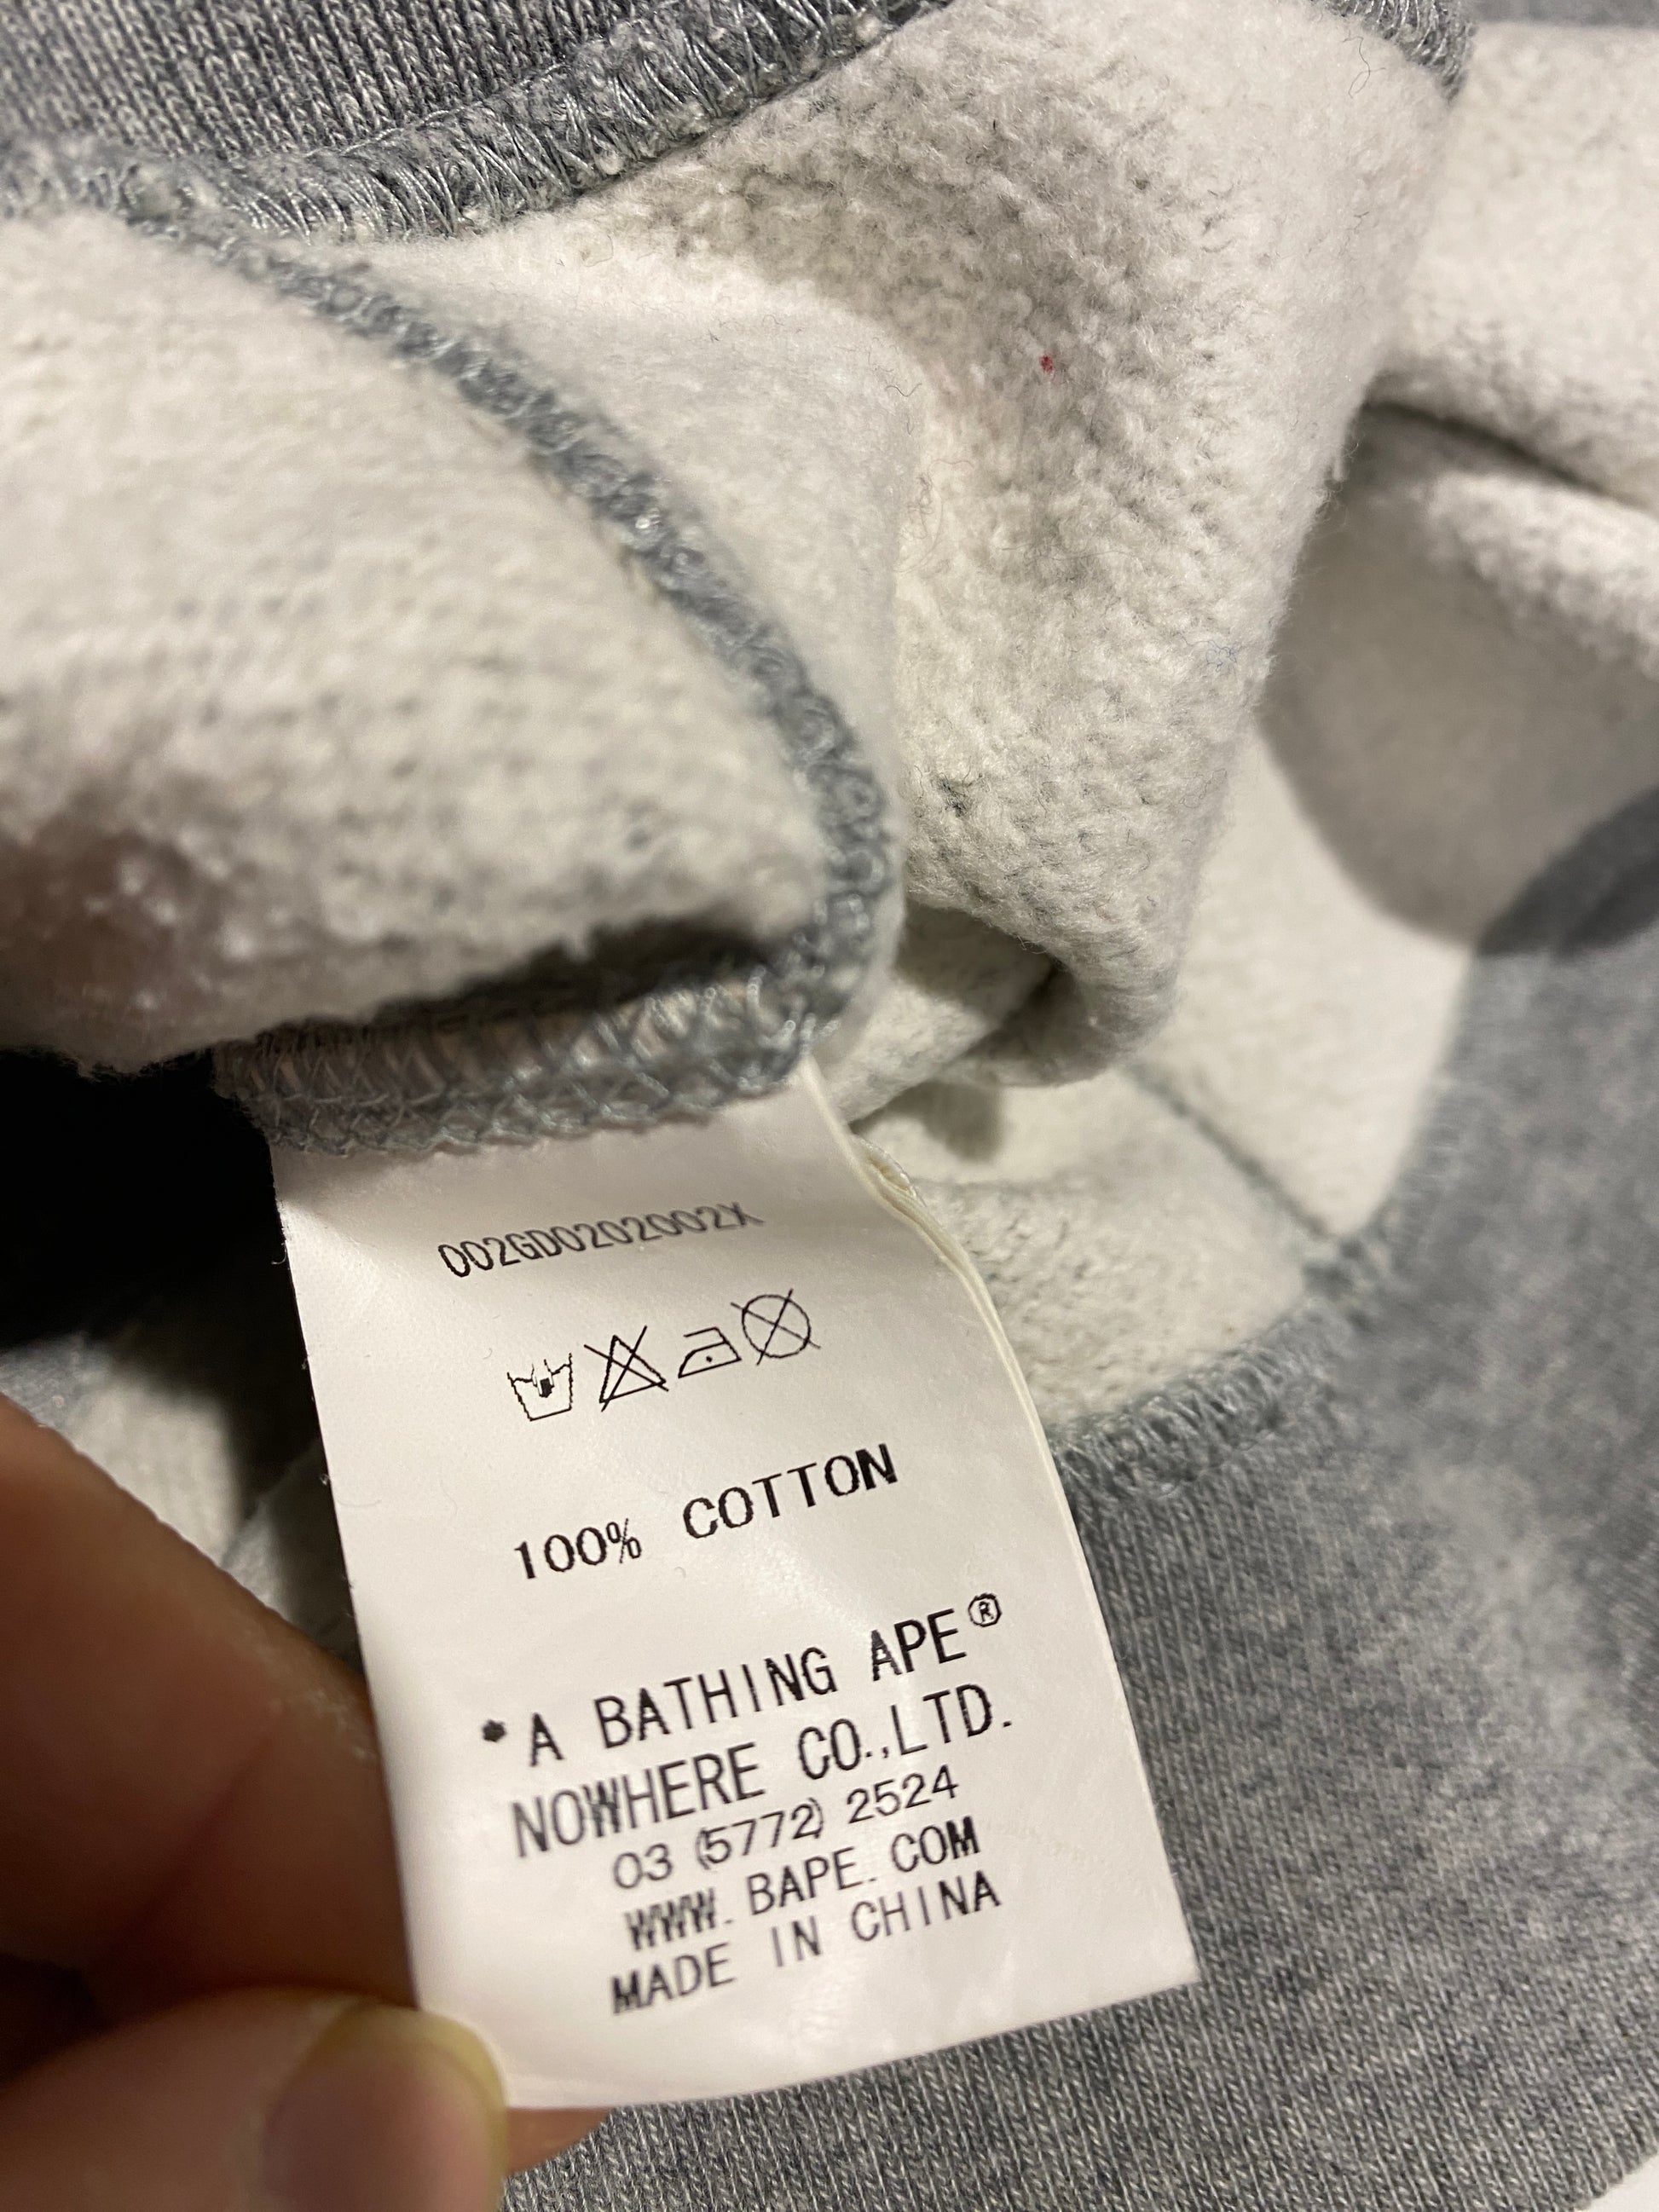 002GD0202002X
100% COTTON
*A BATHING APE®
NOWHERE CO.,LTD.
03 (5772) 2524
WWW.BAPE.COM
MADE IN CHINA